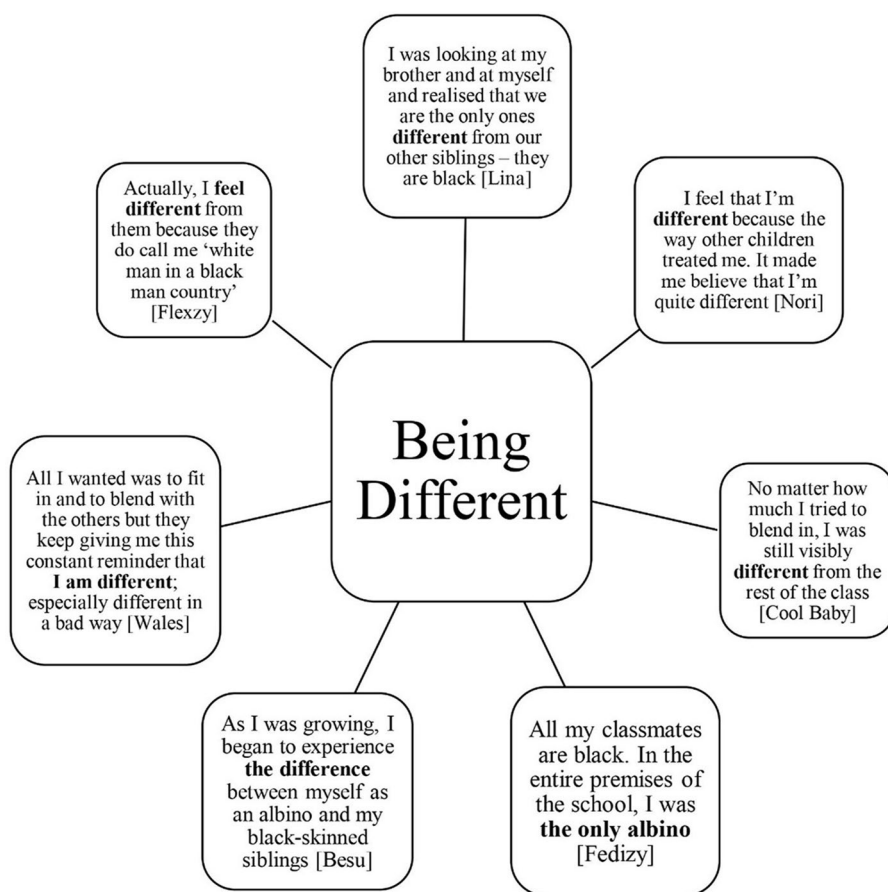 Being
Different
I was looking at my
brother and at myself
and realised that we
are the only ones
different from our
other siblings – they
are black [Lina]
I feel that I’m
different because the
way other children
treated me. It made
me believe that I’m
quite different [Nori]
No matter how
much I tried to
blend in, I was
still visibly
different from the
rest of the class
[Cool Baby]
All my classmates
are black. In the
entire premises of
the school, I was
the only albino
[Fedizy]
As I was growing, I
began to experience
the difference
between myself as
an albino and my
black-skinned
siblings [Besu]
All I wanted was to fit
in and to blend with
the others but they
keep giving me this
constant reminder that
I am different;
especially different in
a bad way [Wales]
Actually, I feel
different from
them because they
do call me ‘white
man in a black
man country’
[Flexzy]